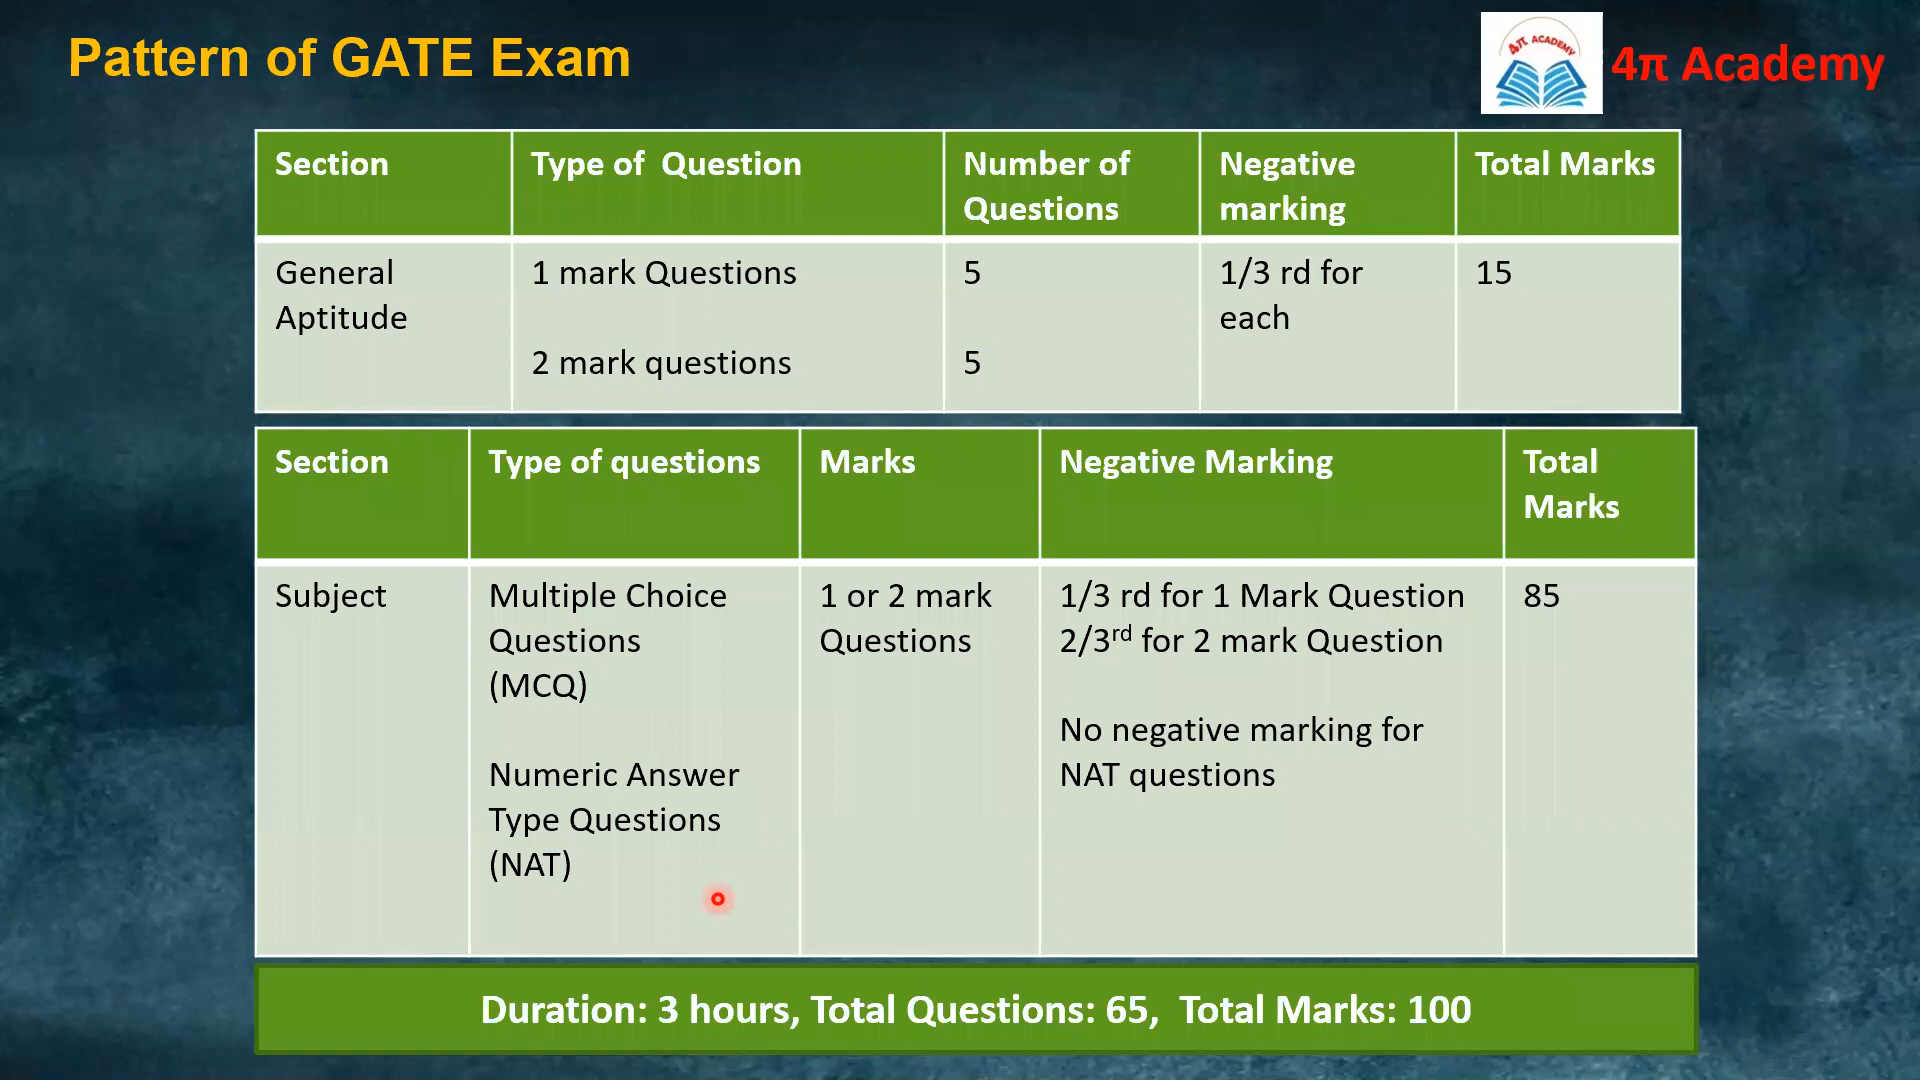 Pattern of GATE Exam
4π ACADEMY
4π Academy
Section
Type of  Question
Number of
Questions
Negative
marking
Total Marks
General
Aptitude
1 mark Questions
2 mark questions
5
5
1/3 rd for
each
15
Section
Type of questions
Marks
Negative Marking
Total
Marks
Subject
Multiple Choice
Questions
(MCQ)
Numeric Answer
Type Questions
(NAT)
1 or 2 mark
Questions
1/3 rd for 1 Mark Question
2/3rd for 2 mark Question
No negative marking for
NAT questions
85
Duration: 3 hours, Total Questions: 65,  Total Marks: 100